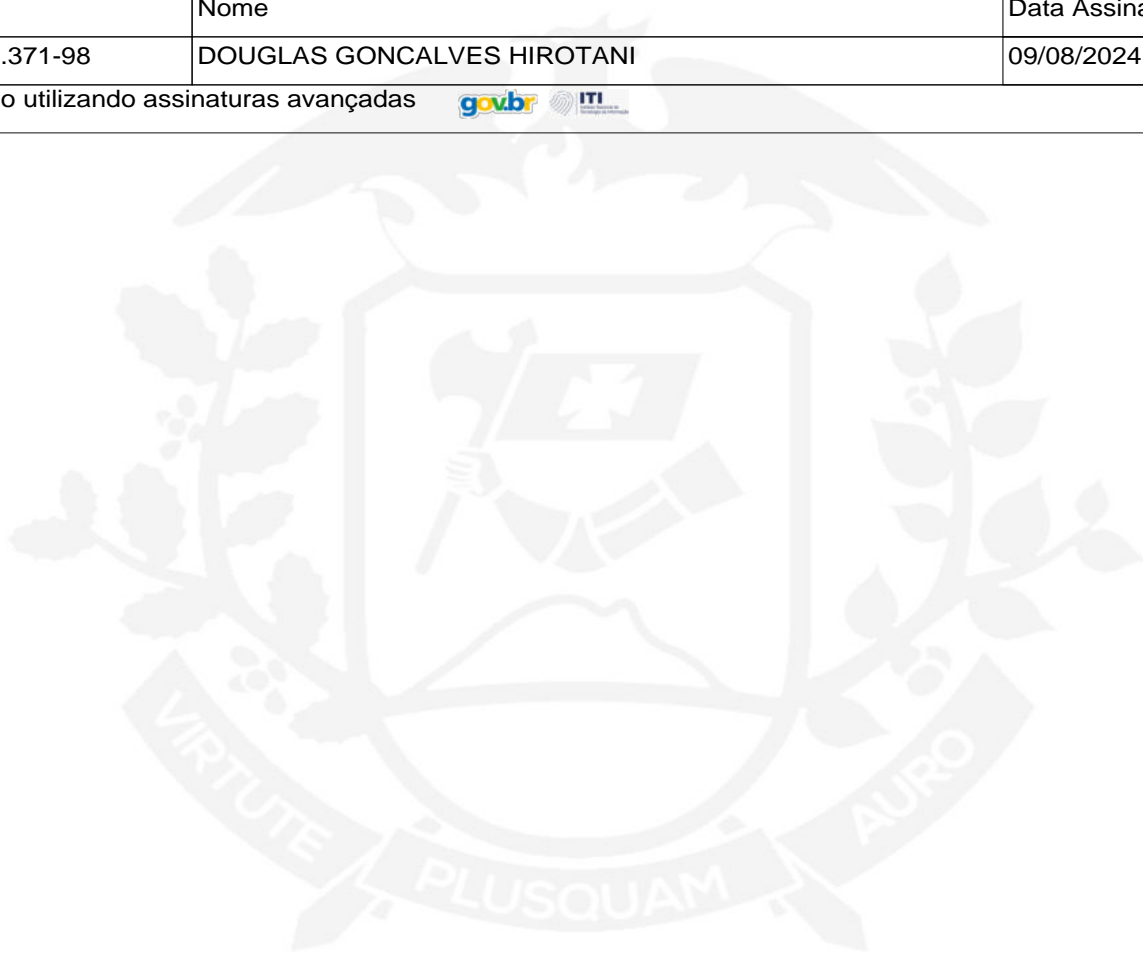 Nome Data Assina
.371-98 DOUGLAS GONCALVES HIROTANI 09/08/2024
o utilizando assinaturas avançadas gov.br ITI
VIRTUTE PLUSQUAM AURO